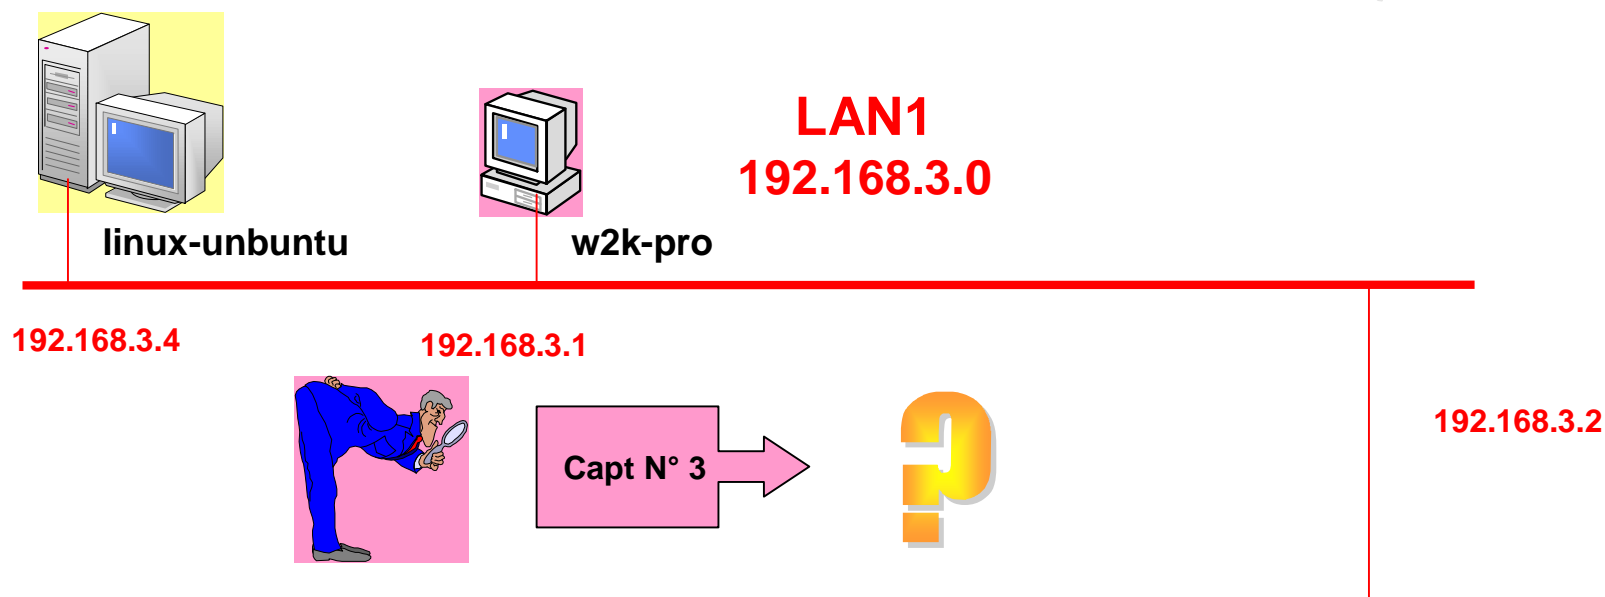 LAN1
192.168.3.0
linux-unbuntu
w2k-pro
192.168.3.4
192.168.3.1
192.168.3.2
Capt N° 3
?